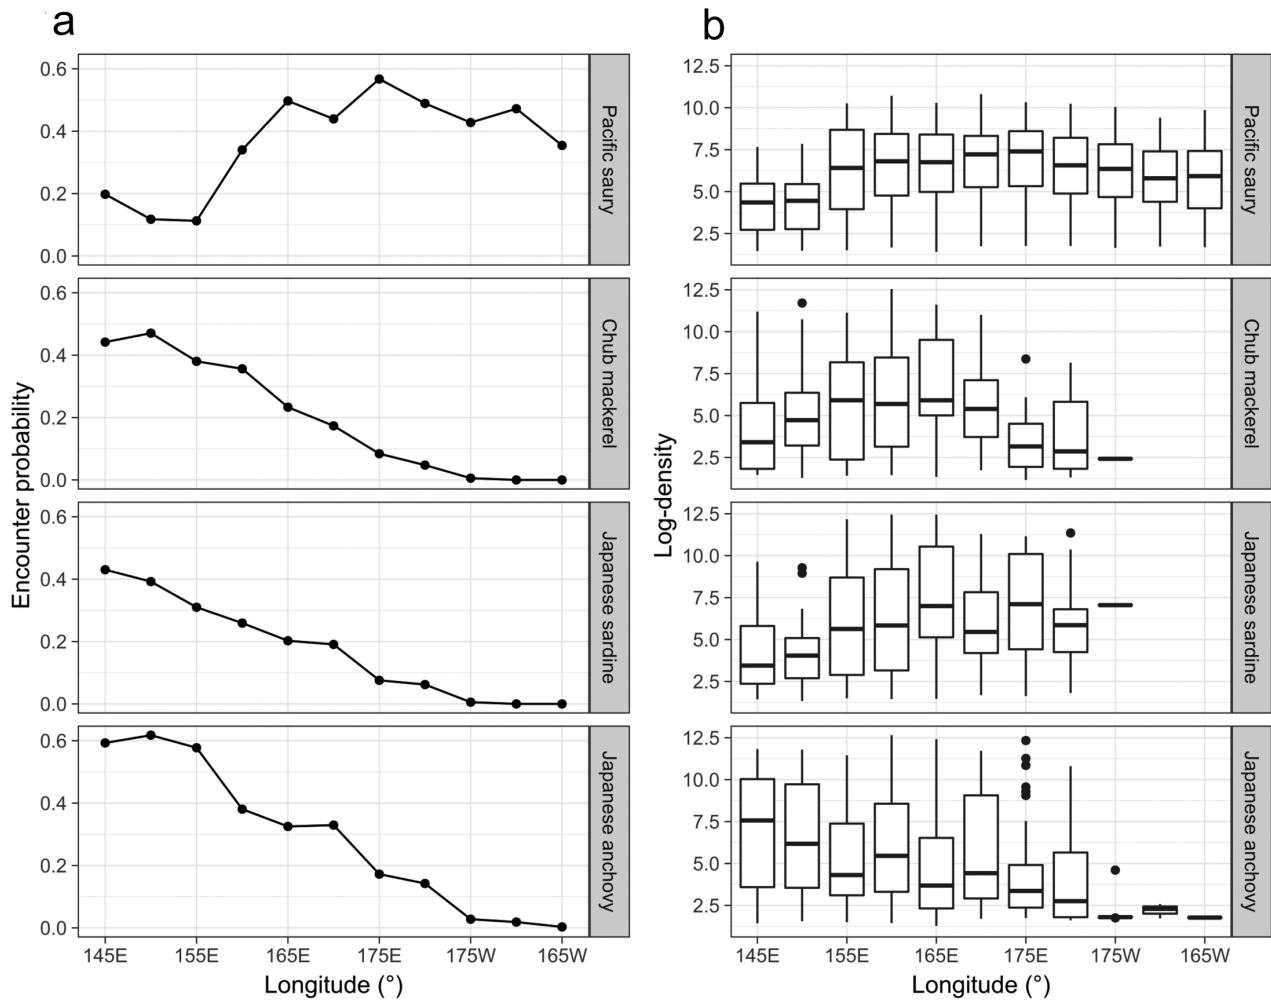 a
Encounter probability
0.6
0.4
0.2
0.0
Pacific saury
0.6
0.4
0.2
0.0
Chub mackerel
0.6
0.4
0.2
0.0
Japanese sardine
0.6
0.4
0.2
0.0
Japanese anchovy
145E 155E 165E 175E 175W 165W
Longitude (°)
b
Log-density
12.5
10.0
7.5
5.0
2.5
Pacific saury
12.5
10.0
7.5
5.0
2.5
Chub mackerel
12.5
10.0
7.5
5.0
2.5
Japanese sardine
12.5
10.0
7.5
5.0
2.5
Japanese anchovy
145E 155E 165E 175E 175W 165W
Longitude (°)